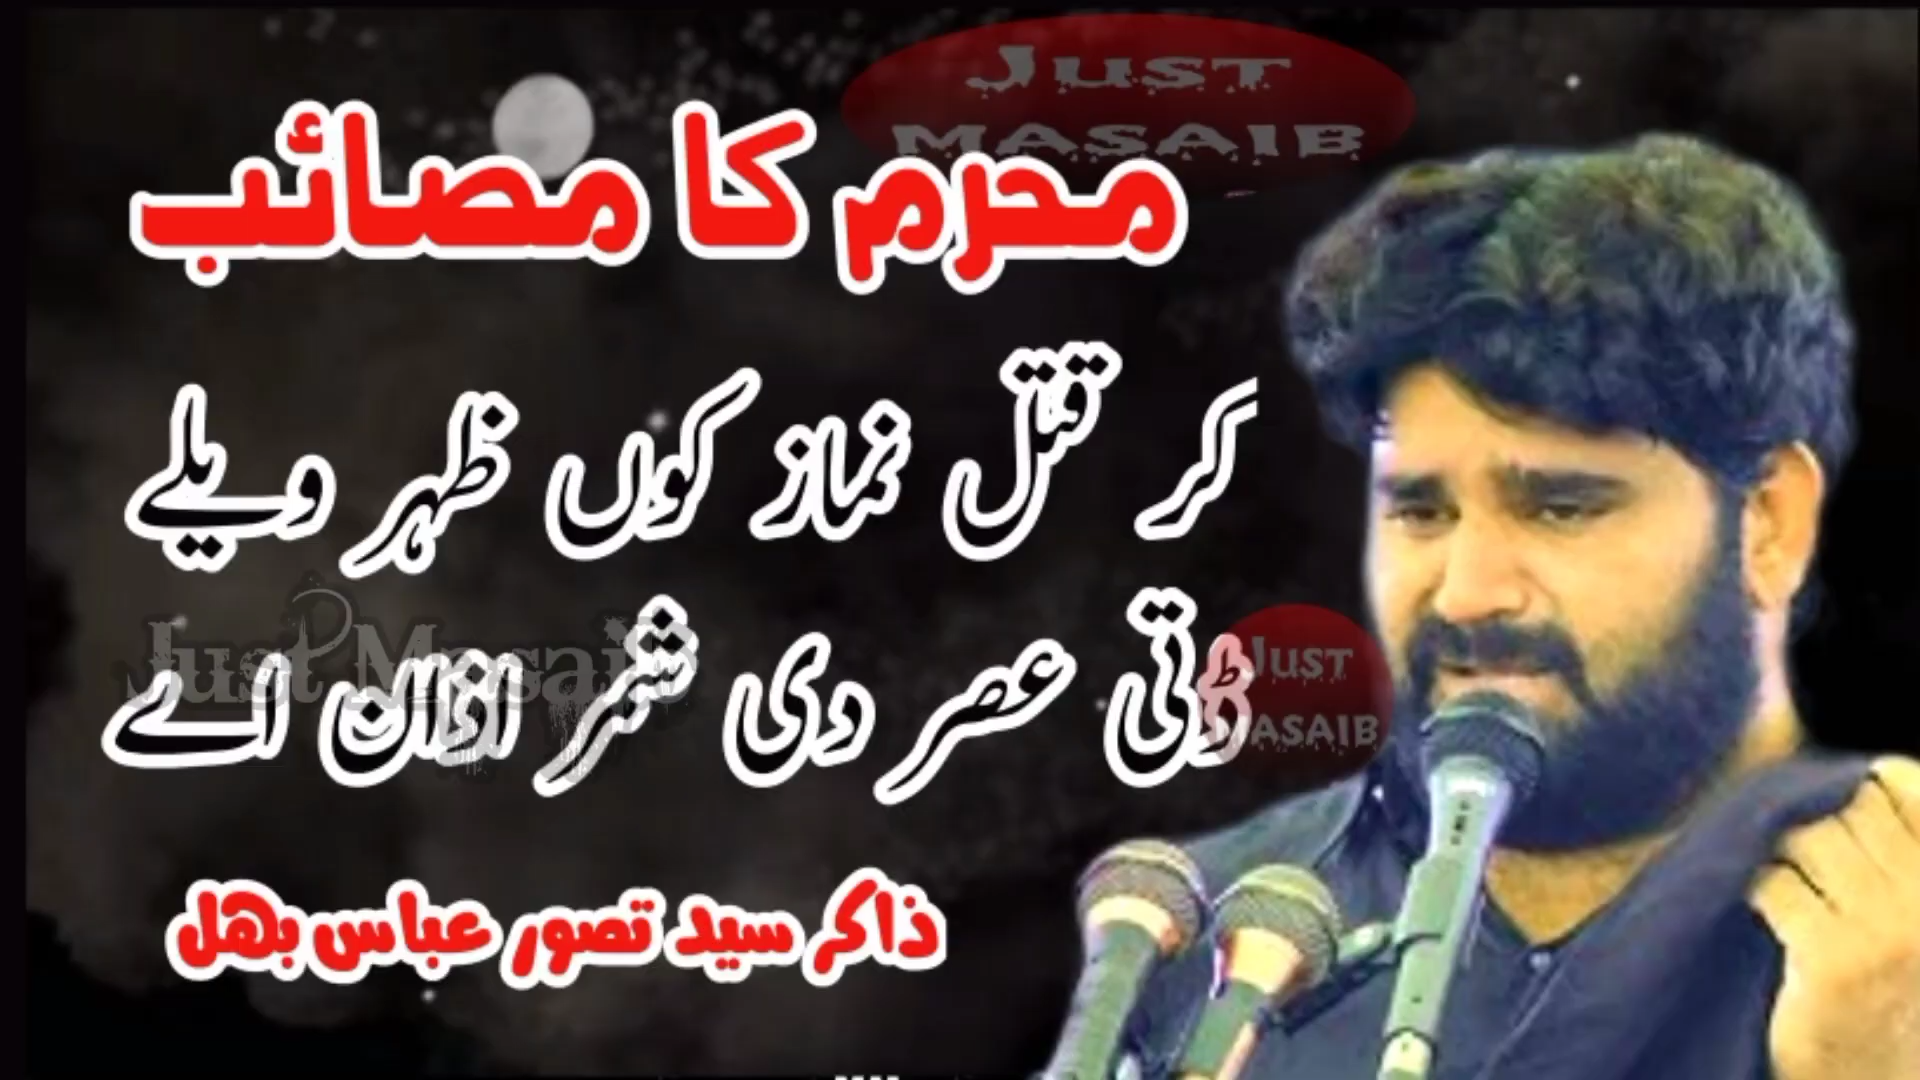 JUST
MASAIB
محرم کا مصائب
کر قتل نماز کوں ظہر ویلے
ڑتی عصر دی شمر اذان اے
JUST
MASAIB
Just Masaib
ذاکر سید تصور عباس بھل